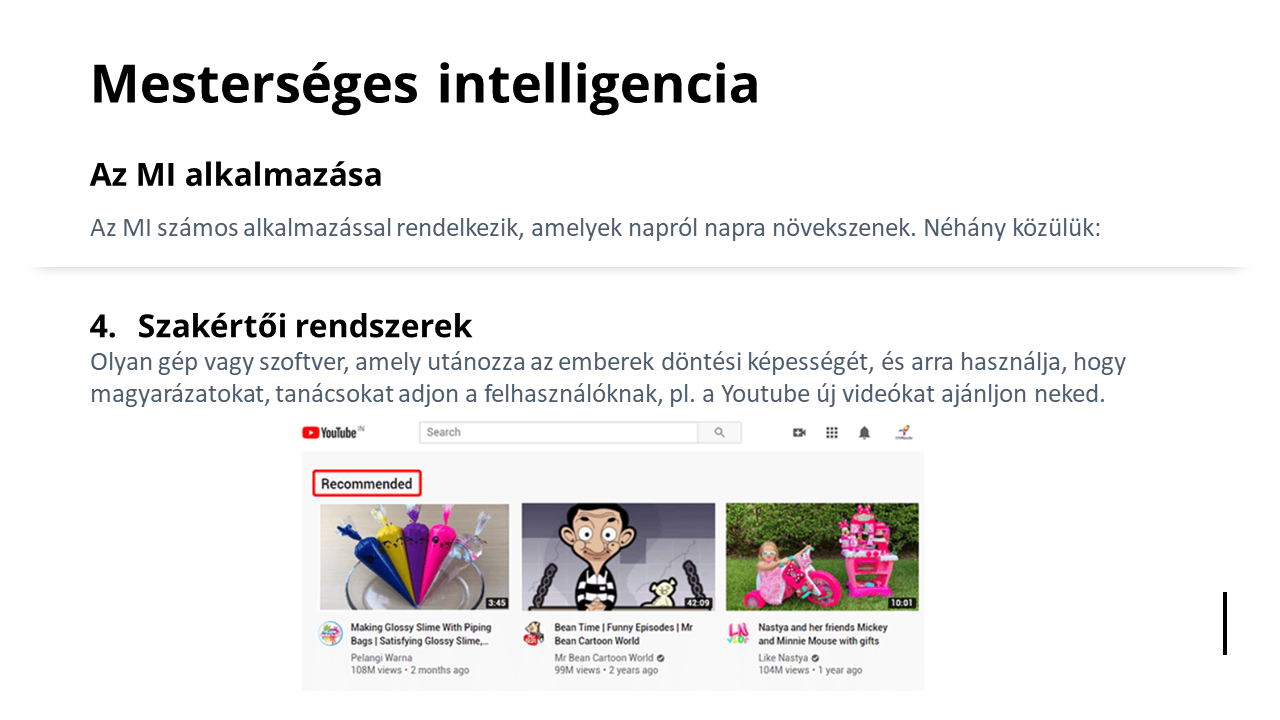 Mesterséges intelligencia
Az MI alkalmazása
Az MI számos alkalmazással rendelkezik, amelyek napról napra növekszenek. Néhány közülük:
4. Szakértői rendszerek
Olyan gép vagy szoftver, amely utánozza az emberek döntési képességét, és arra használja, hogy
magyarázatokat, tanácsokat adjon a felhasználóknak, pl. a Youtube új videókat ajánljon neked.
YouTube IN
Search
Recommended
3:45
42:09
10:01
Making Glossy Slime With Piping
Bags | Satisfying Glossy Slime,...
Pelangi Warna
108M views • 2 months ago
Bean Time | Funny Episodes | Mr
Bean Cartoon World
Mr Bean Cartoon World
99M views • 2 years ago
Nastya and her friends Mickey
and Minnie Mouse with gifts
Like Nastya
104M views • 1 year ago